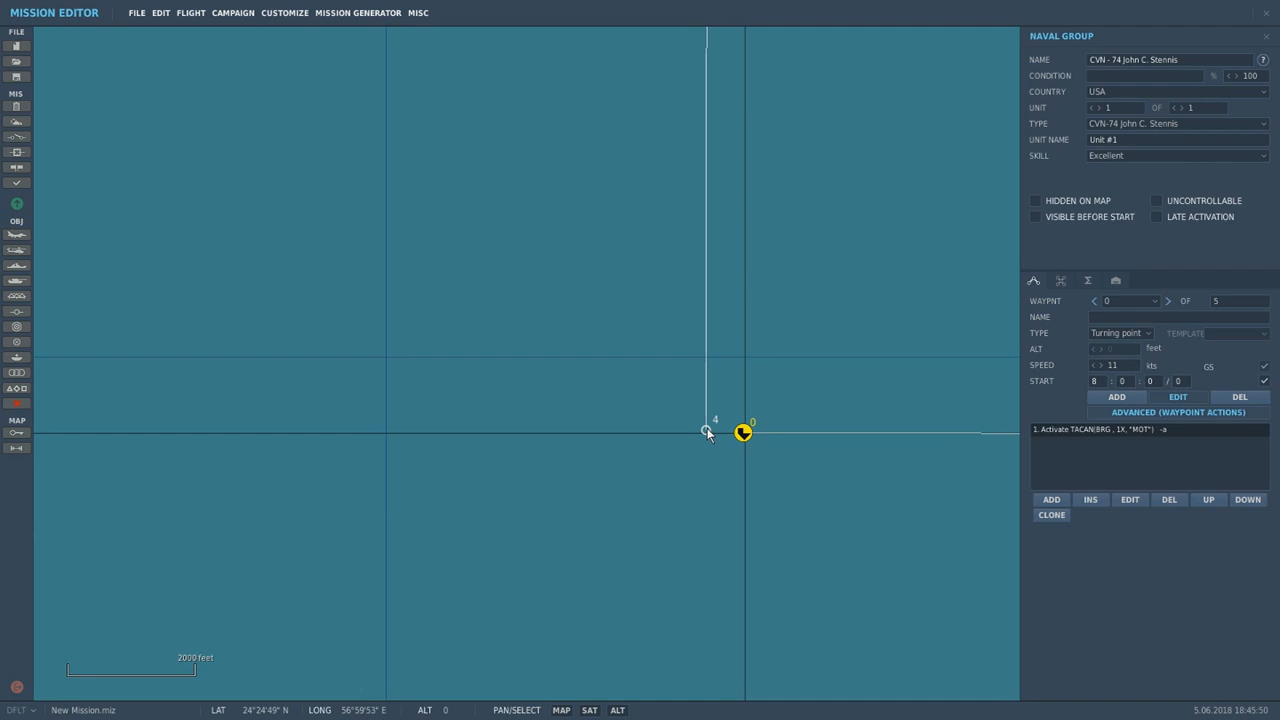 MISSION EDITOR FILE EDIT FLIGHT CAMPAIGN CUSTOMIZE MISSION GENERATOR MISC
FILE
MIS
OBJ
MAP
4
0
2000 feet
NAVAL GROUP
NAME CVN - 74 John C. Stennis ?
CONDITION % < > 100
COUNTRY USA
UNIT < > 1 OF < > 1
TYPE CVN-74 John C. Stennis
UNIT NAME Unit #1
SKILL Excellent
HIDDEN ON MAP UNCONTROLLABLE
VISIBLE BEFORE START LATE ACTIVATION
WAYPNT < 0 > OF 5
NAME
TYPE Turning point TEMPLATE
ALT < > 0 feet
SPEED < > 11 kts GS
START 8 : 0 : 0 / 0
ADD EDIT DEL
ADVANCED (WAYPOINT ACTIONS)
1. Activate TACAN(BRG , 1X, "MOT") -a
ADD INS EDIT DEL UP DOWN
CLONE
DFLT New Mission.miz LAT 24°24'49" N LONG 56°59'53" E ALT 0 PAN/SELECT MAP SAT ALT 5.06.2018 18:45:50